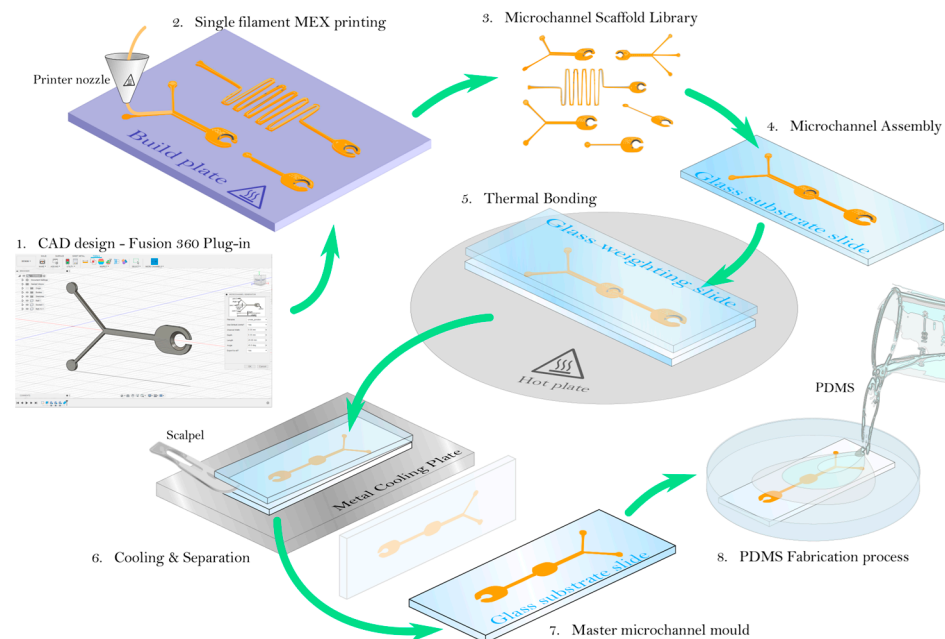 2. Single filament MEX printing
3. Microchannel Scaffold Library
Printer nozzle
4. Microchannel Assembly
Build plate
Glass substrate slide
5. Thermal Bonding
Glass weighting slide
1. CAD design - Fusion 360 Plug-in
Hot plate
PDMS
Scalpel
Metal Cooling Plate
6. Cooling & Separation
8. PDMS Fabrication process
Glass substrate slide
7. Master microchannel mould